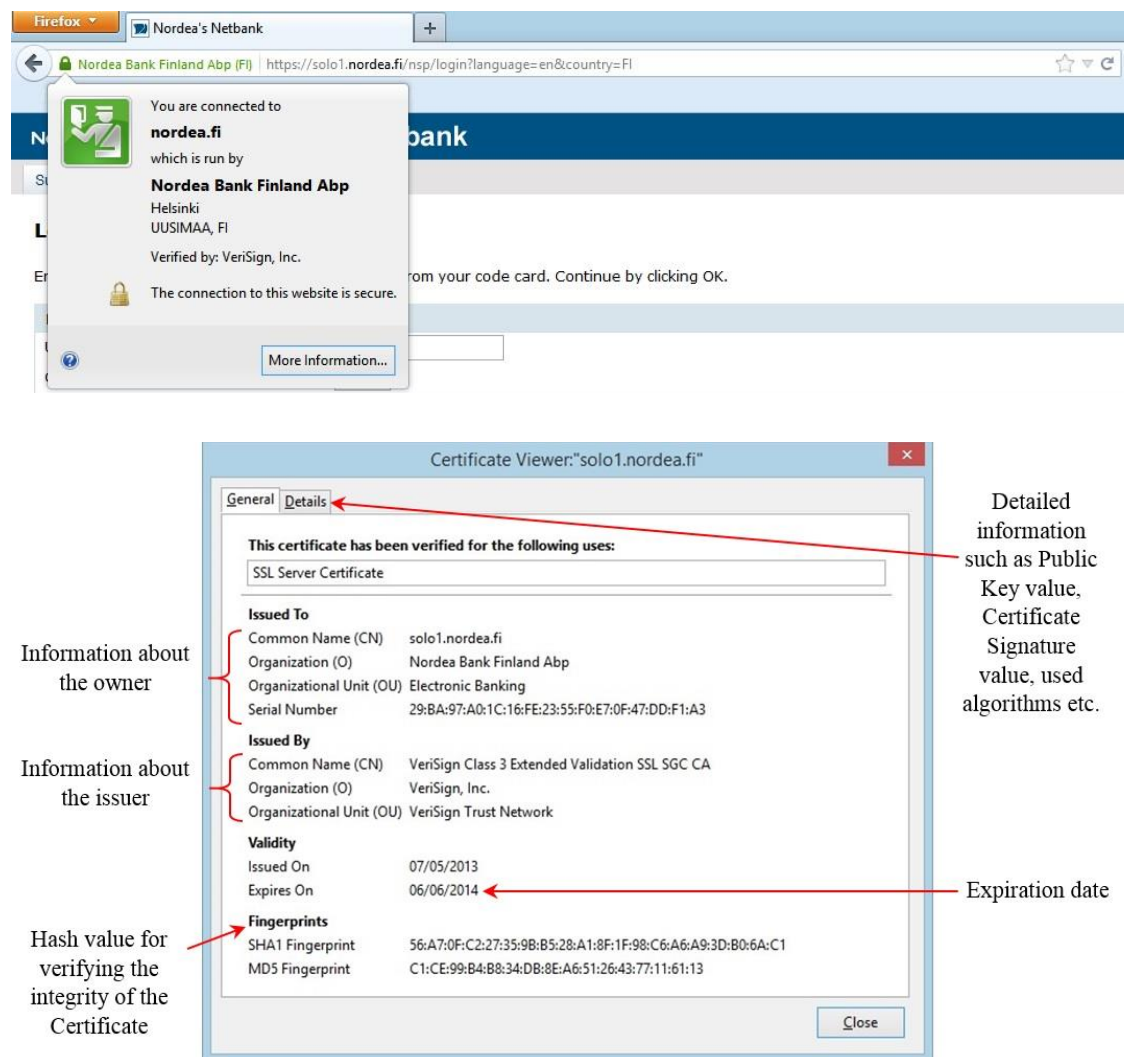 Firefox
Nordea's Netbank
+
Nordea Bank Finland Abp (FI) https://solo1.nordea.fi/nsp/login?language=en&country=FI
You are connected to
nordea.fi
which is run by
Nordea Bank Finland Abp
Helsinki
UUSIMAA, FI
Verified by: VeriSign, Inc.
The connection to this website is secure.
More Information...
bank
from your code card. Continue by clicking OK.
Certificate Viewer:"solo1.nordea.fi"
General Details
This certificate has been verified for the following uses:
SSL Server Certificate
Issued To
Common Name (CN) solo1.nordea.fi
Organization (O) Nordea Bank Finland Abp
Organizational Unit (OU) Electronic Banking
Serial Number 29:BA:97:A0:1C:16:FE:23:55:F0:E7:0F:47:DD:F1:A3
Issued By
Common Name (CN) VeriSign Class 3 Extended Validation SSL SGC CA
Organization (O) VeriSign, Inc.
Organizational Unit (OU) VeriSign Trust Network
Validity
Issued On 07/05/2013
Expires On 06/06/2014
Fingerprints
SHA1 Fingerprint 56:A7:0F:C2:27:35:9B:B5:28:A1:8F:1F:98:C6:A6:A9:3D:B0:6A:C1
MD5 Fingerprint C1:CE:99:B4:B8:34:DB:8E:A6:51:26:43:77:11:61:13
Close
Information about
the owner
Information about
the issuer
Hash value for
verifying the
integrity of the
Certificate
Detailed
information
such as Public
Key value,
Certificate
Signature
value, used
algorithms etc.
Expiration date